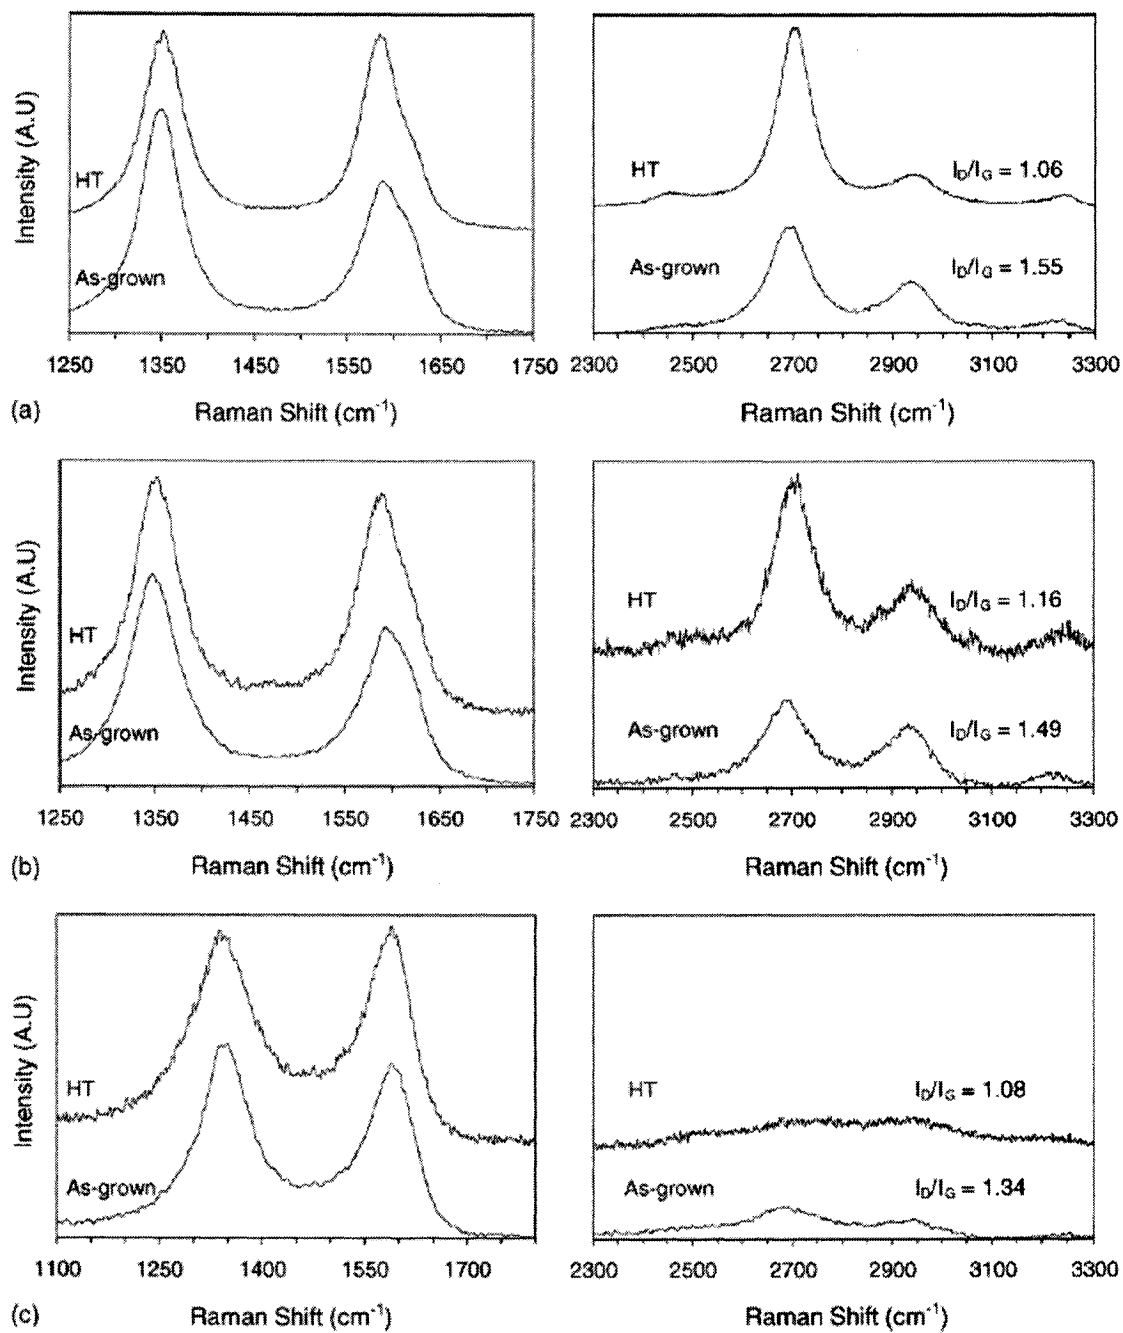 Intensity (A.U)
HT
As-grown
1250 1350 1450 1550 1650 1750
Raman Shift (cm⁻¹)
HT
I_D/I_G = 1.06
As-grown
I_D/I_G = 1.55
2300 2500 2700 2900 3100 3300
Raman Shift (cm⁻¹)
(a)
Intensity (A.U)
HT
As-grown
1250 1350 1450 1550 1650 1750
Raman Shift (cm⁻¹)
HT
I_D/I_G = 1.16
As-grown
I_D/I_G = 1.49
2300 2500 2700 2900 3100 3300
Raman Shift (cm⁻¹)
(b)
Intensity (A.U)
HT
As-grown
1100 1250 1400 1550 1700
Raman Shift (cm⁻¹)
HT
I_D/I_G = 1.08
As-grown
I_D/I_G = 1.34
2300 2500 2700 2900 3100 3300
Raman Shift (cm⁻¹)
(c)